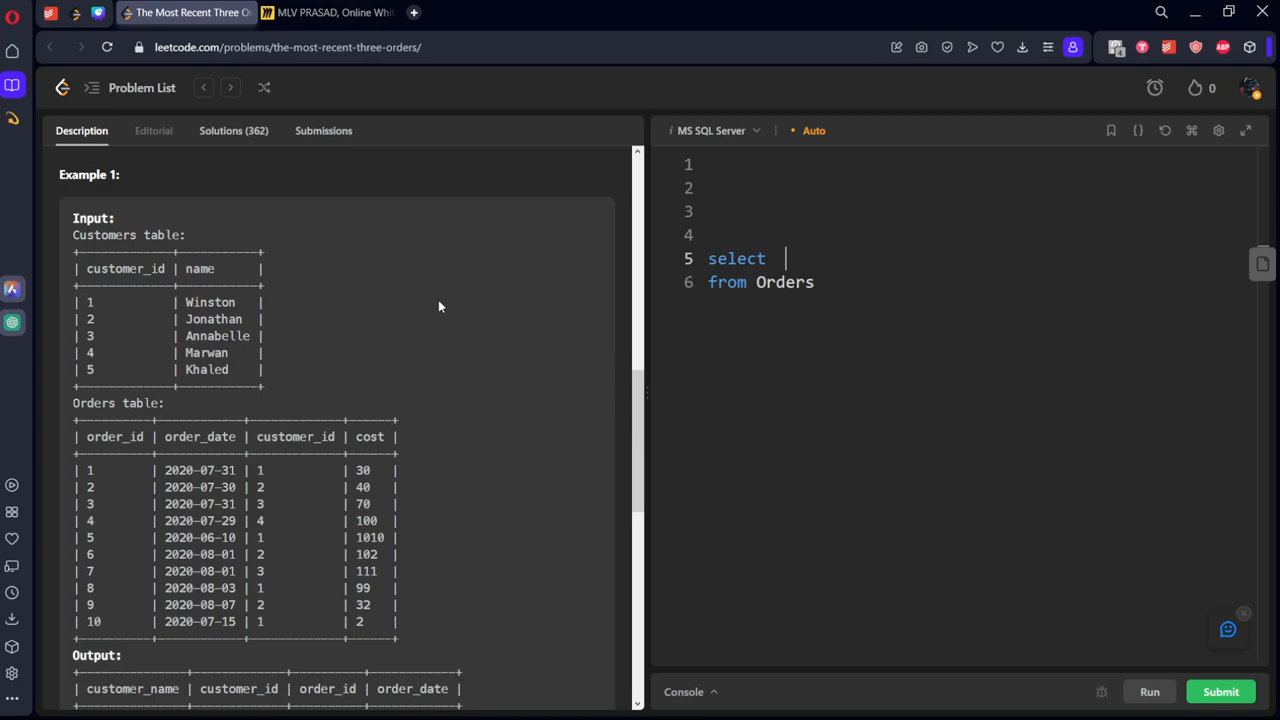 The Most Recent Three Or
MLV PRASAD, Online Whit
leetcode.com/problems/the-most-recent-three-orders/
4
ABP
Problem List
0
Description
Editorial
Solutions (362)
Submissions
Example 1:
Input:
Customers table:
+-------------+-----------+
| customer_id | name      |
+-------------+-----------+
| 1           | Winston   |
| 2           | Jonathan  |
| 3           | Annabelle |
| 4           | Marwan    |
| 5           | Khaled    |
+-------------+-----------+
Orders table:
+----------+------------+-------------+------+
| order_id | order_date | customer_id | cost |
+----------+------------+-------------+------+
| 1        | 2020-07-31 | 1           | 30   |
| 2        | 2020-07-30 | 2           | 40   |
| 3        | 2020-07-31 | 3           | 70   |
| 4        | 2020-07-29 | 4           | 100  |
| 5        | 2020-06-10 | 1           | 1010 |
| 6        | 2020-08-01 | 2           | 102  |
| 7        | 2020-08-01 | 3           | 111  |
| 8        | 2020-08-03 | 1           | 99   |
| 9        | 2020-08-07 | 2           | 32   |
| 10       | 2020-07-15 | 1           | 2    |
+----------+------------+-------------+------+
Output:
+---------------+-------------+----------+------------+
| customer_name | customer_id | order_id | order_date |
+---------------+-------------+----------+------------+
i MS SQL Server
• Auto
1
2
3
4
5 select
6 from Orders
Console
Run
Submit